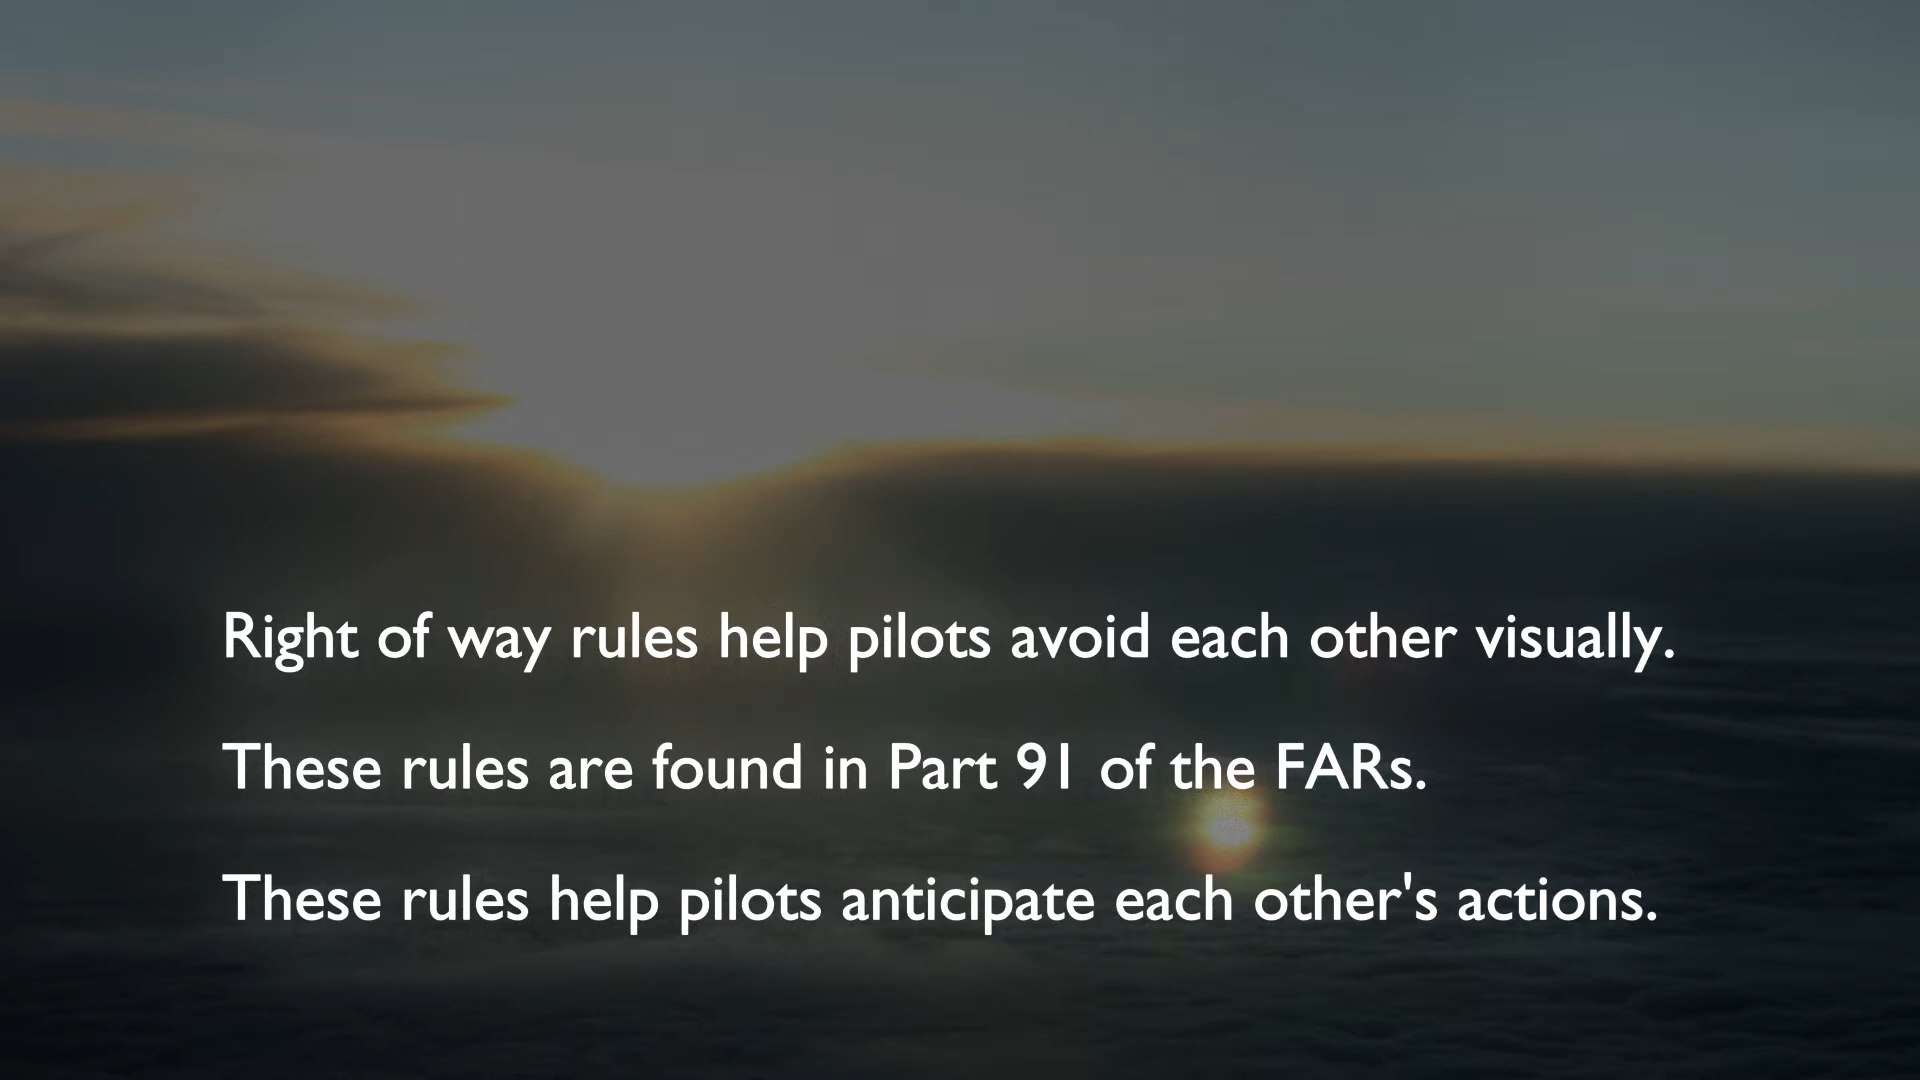 Right of way rules help pilots avoid each other visually.
These rules are found in Part 91 of the FARs.
These rules help pilots anticipate each other's actions.